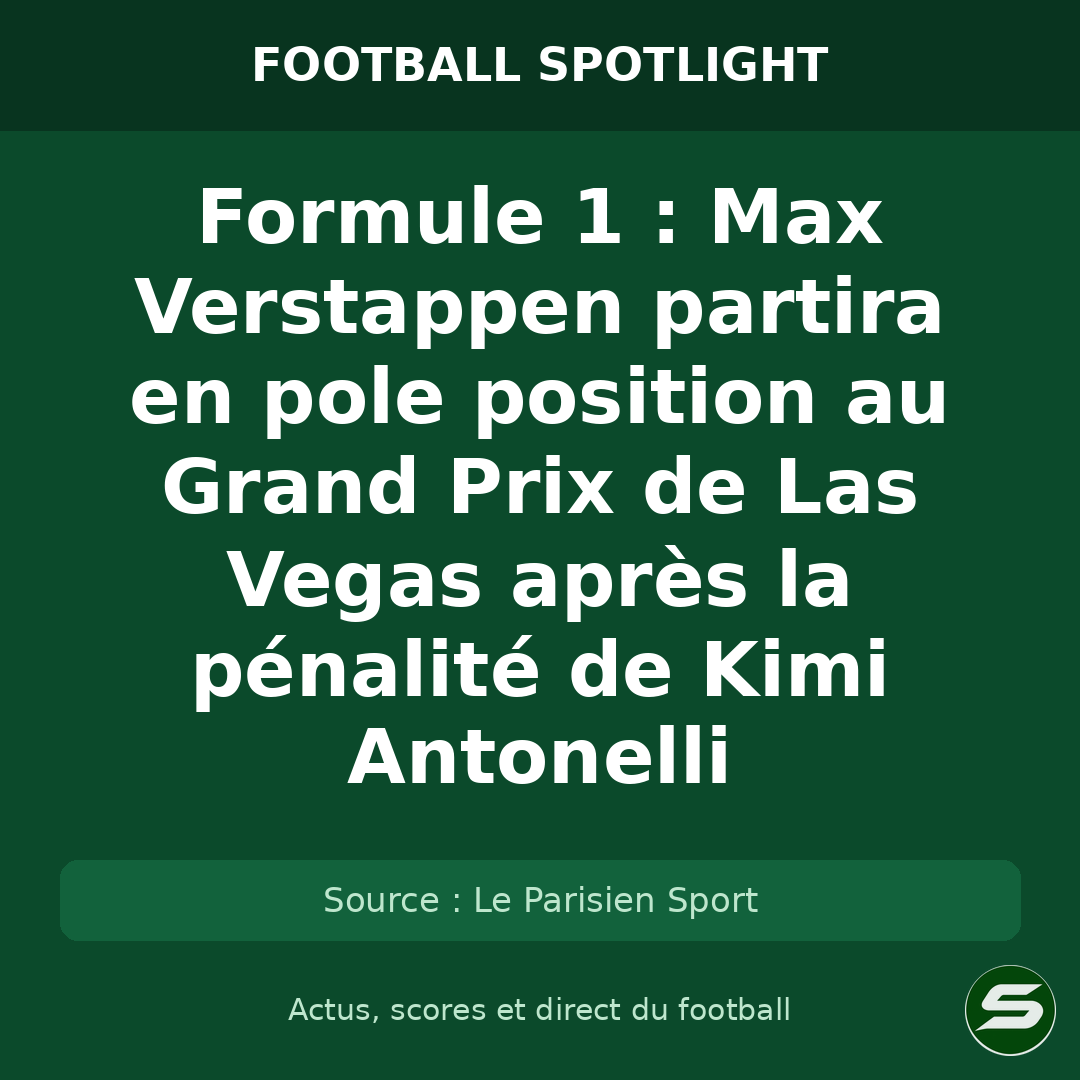 FOOTBALL SPOTLIGHT
Formule 1 : Max
Verstappen partira
en pole position au
Grand Prix de Las
Vegas après la
pénalité de Kimi
Antonelli
Source : Le Parisien Sport
Actus, scores et direct du football
S